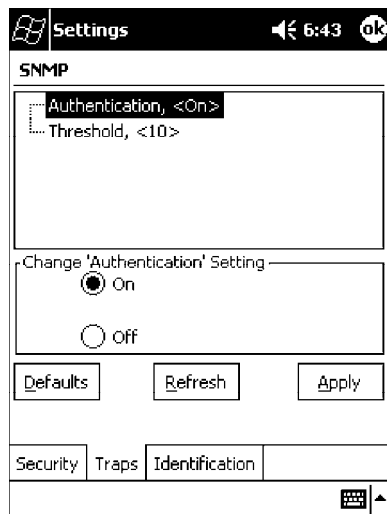 Settings 6:43 ok
SNMP
Authentication, <On>
Threshold, <10>
Change 'Authentication' Setting
On
Off
Defaults Refresh Apply
Security Traps Identification